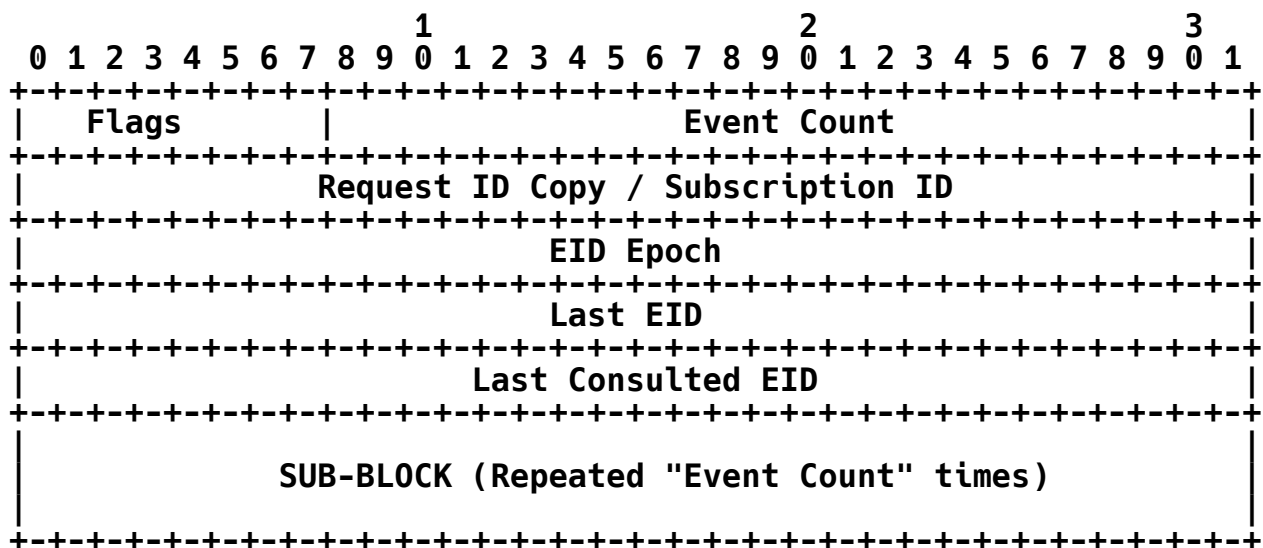 1                   2                   3
 0 1 2 3 4 5 6 7 8 9 0 1 2 3 4 5 6 7 8 9 0 1 2 3 4 5 6 7 8 9 0 1
+-+-+-+-+-+-+-+-+-+-+-+-+-+-+-+-+-+-+-+-+-+-+-+-+-+-+-+-+-+-+-+-+
|   Flags       |                  Event Count                  |
+-+-+-+-+-+-+-+-+-+-+-+-+-+-+-+-+-+-+-+-+-+-+-+-+-+-+-+-+-+-+-+-+
|               Request ID Copy / Subscription ID               |
+-+-+-+-+-+-+-+-+-+-+-+-+-+-+-+-+-+-+-+-+-+-+-+-+-+-+-+-+-+-+-+-+
|                           EID Epoch                           |
+-+-+-+-+-+-+-+-+-+-+-+-+-+-+-+-+-+-+-+-+-+-+-+-+-+-+-+-+-+-+-+-+
|                           Last EID                            |
+-+-+-+-+-+-+-+-+-+-+-+-+-+-+-+-+-+-+-+-+-+-+-+-+-+-+-+-+-+-+-+-+
|                       Last Consulted EID                      |
+-+-+-+-+-+-+-+-+-+-+-+-+-+-+-+-+-+-+-+-+-+-+-+-+-+-+-+-+-+-+-+-+
|                                                               |
|             SUB-BLOCK (Repeated "Event Count" times)          |
|                                                               |
+-+-+-+-+-+-+-+-+-+-+-+-+-+-+-+-+-+-+-+-+-+-+-+-+-+-+-+-+-+-+-+-+